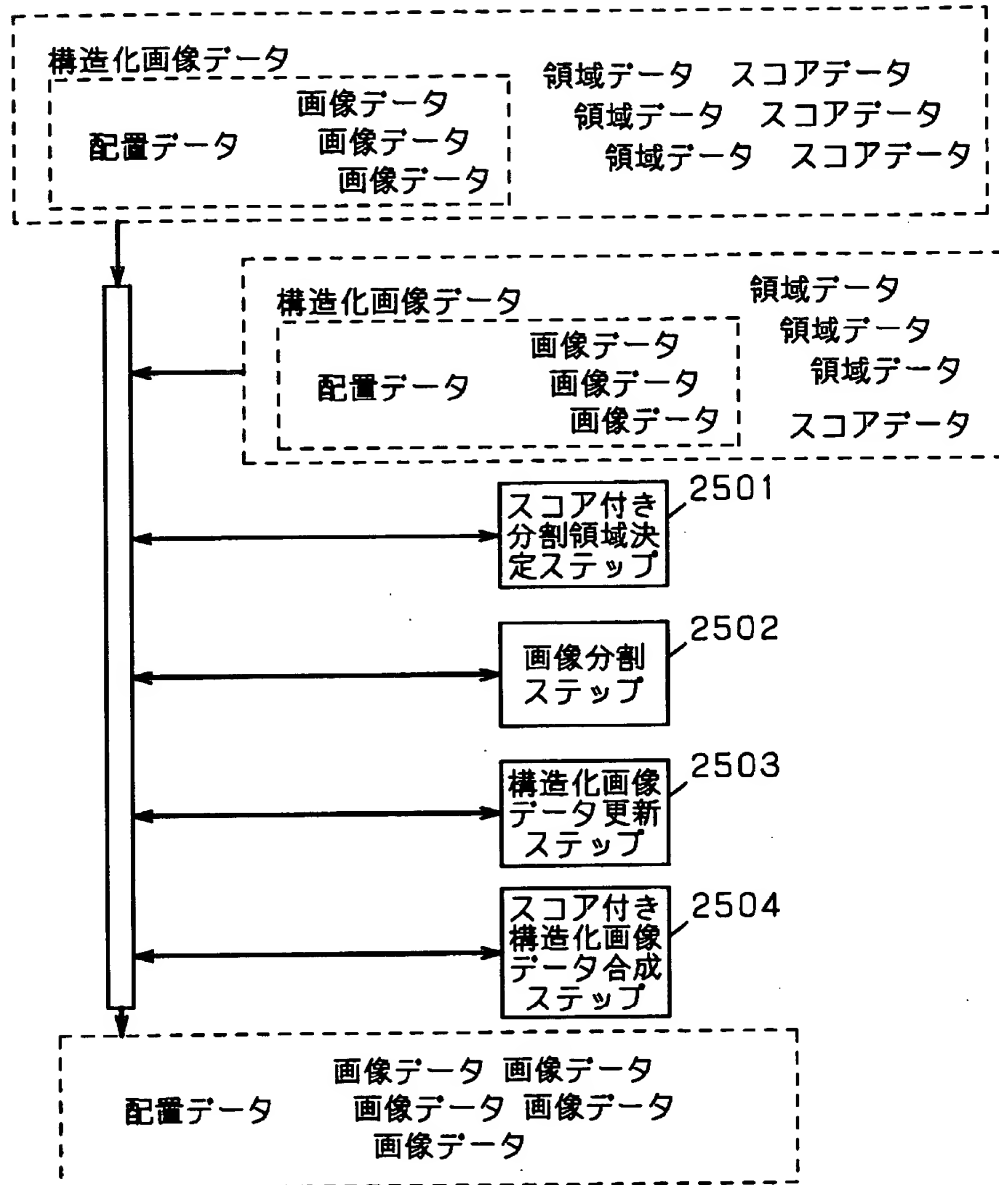 構造化画像データ
領域データ スコアデータ
画像データ
領域データ スコアデータ
配置データ 画像データ
領域データ スコアデータ
画像データ
構造化画像データ
領域データ
画像データ
領域データ
配置データ 画像データ
領域データ
画像データ
スコアデータ
スコア付き
分割領域決
定ステップ
2501
画像分割
ステップ
2502
構造化画像
データ更新
ステップ
2503
スコア付き
構造化画像
データ合成
ステップ
2504
画像データ 画像データ
配置データ 画像データ 画像データ
画像データ